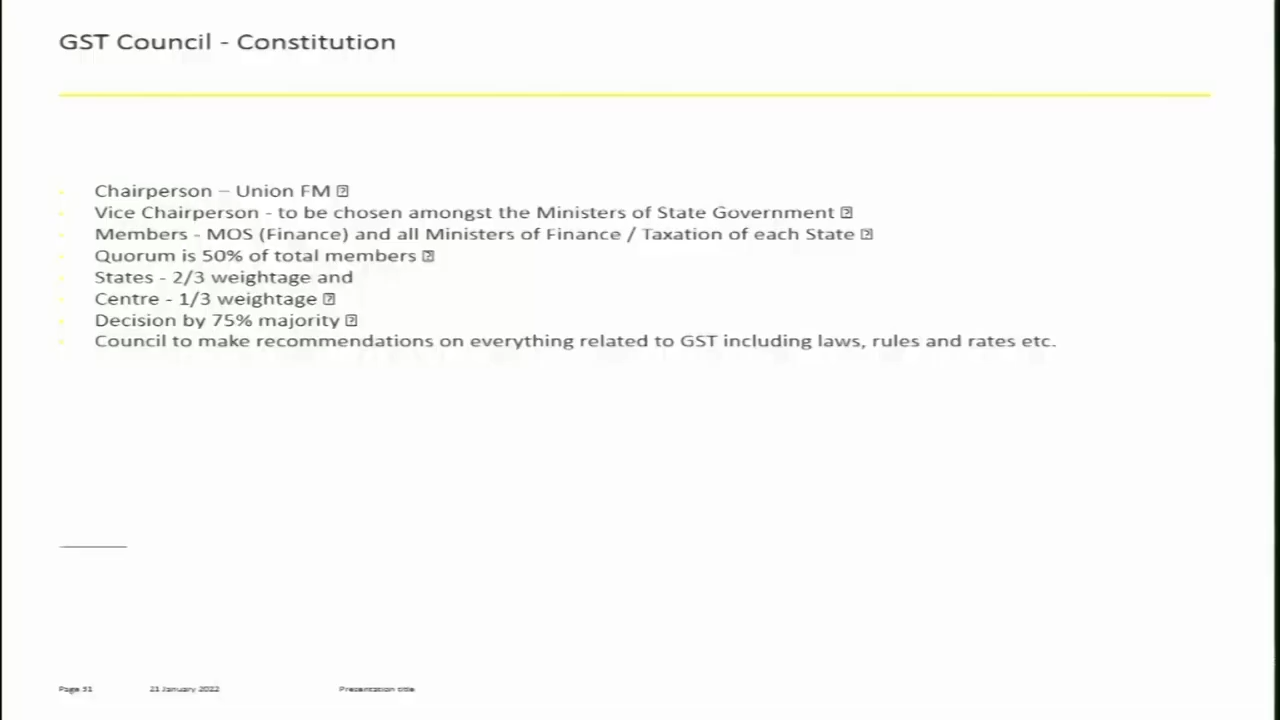 GST Council - Constitution
Chairperson – Union FM
Vice Chairperson - to be chosen amongst the Ministers of State Government
Members - MOS (Finance) and all Ministers of Finance / Taxation of each State
Quorum is 50% of total members
States - 2/3 weightage and
Centre - 1/3 weightage
Decision by 75% majority
Council to make recommendations on everything related to GST including laws, rules and rates etc.
Page 31 21 January 2022 Presentation title